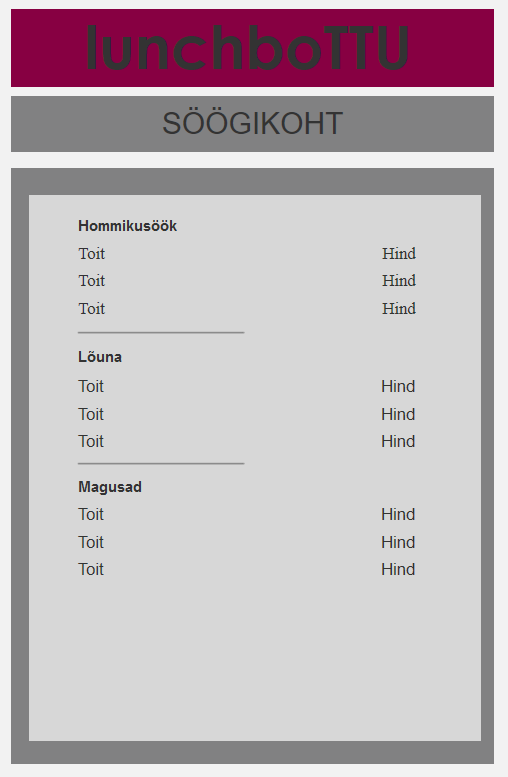 lunchboTTU
SÖÖGIKOHT
Hommikusöök
Toit Hind
Toit Hind
Toit Hind
Lõuna
Toit Hind
Toit Hind
Toit Hind
Magusad
Toit Hind
Toit Hind
Toit Hind